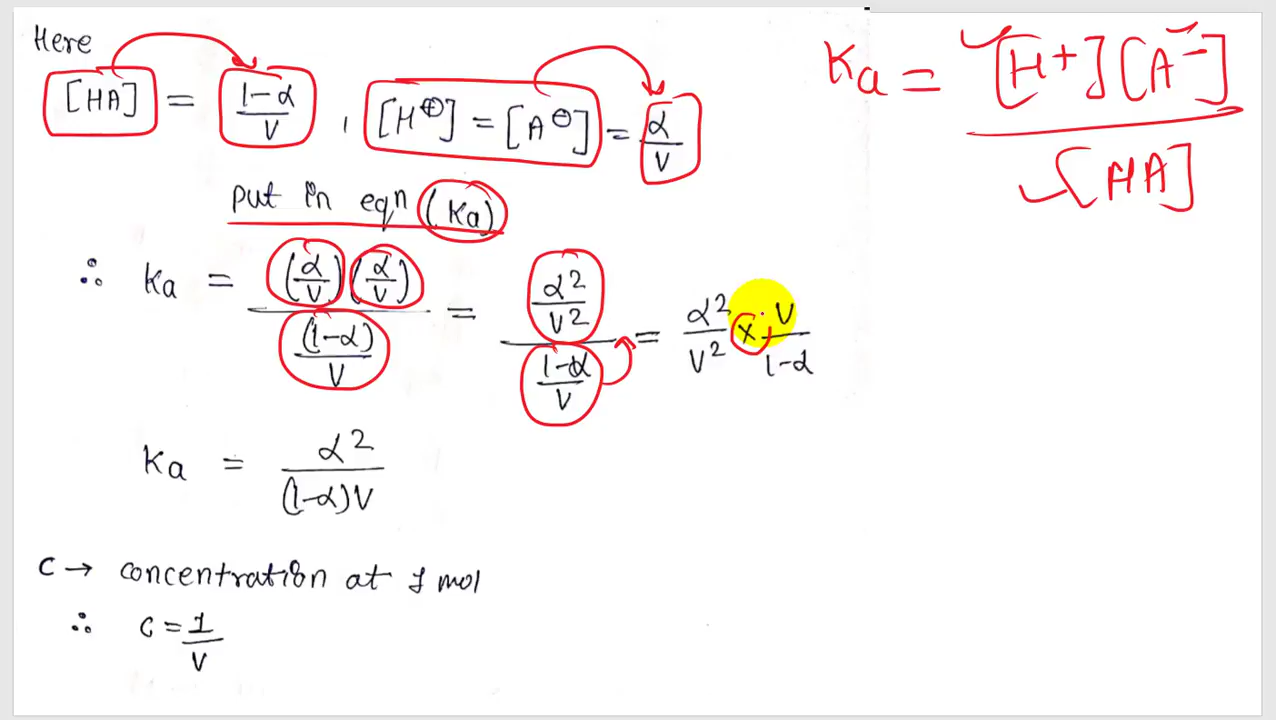 Here
[HA] = (1-α)/V , [H⊕] = [A⊖] = α/V
Ka = [H+][A-] / [HA]
put in eqn (Ka)
∴ Ka = (α/V)(α/V) / ((1-α)/V) = (α²/V²) / ((1-α)/V) = α²/V² × V/(1-α)
Ka = α² / (1-α)V
C → concentration at 1 mol
∴ C = 1/V